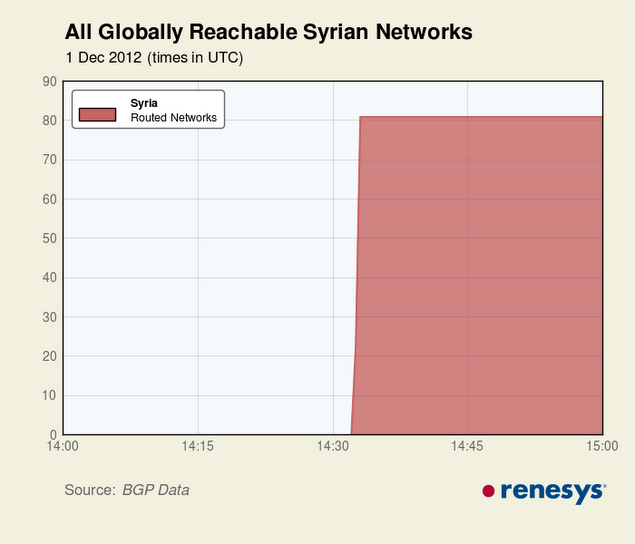 All Globally Reachable Syrian Networks
1 Dec 2012 (times in UTC)
90
80
70
60
50
40
30
20
10
0
Syria
Routed Networks
14:00 14:15 14:30 14:45 15:00
Source: BGP Data
renesys